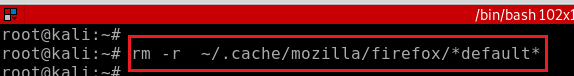 /bin/bash 102x1
root@kali:~#
root@kali:~# rm -r  ~/.cache/mozilla/firefox/*default*
root@kali:~#